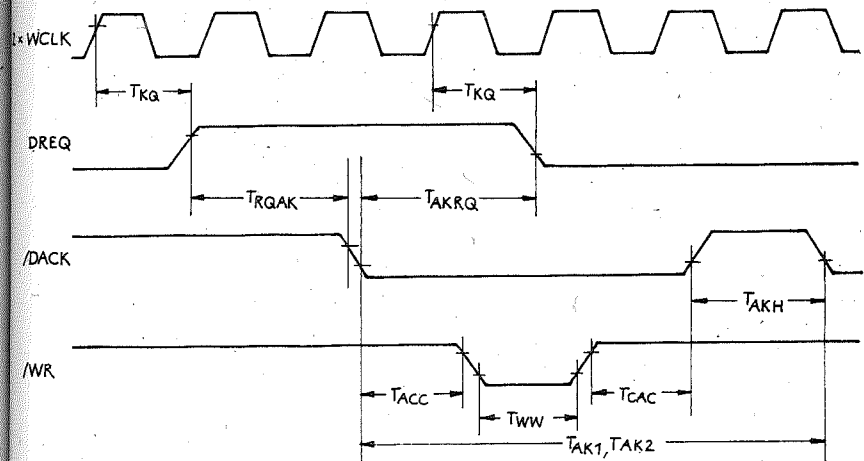 1×WCLK
TKQ
TKQ
DREQ
TRQAK
TAKRQ
/DACK
TAKH
/WR
TACC
TWW
TCAC
TAK1, TAK2